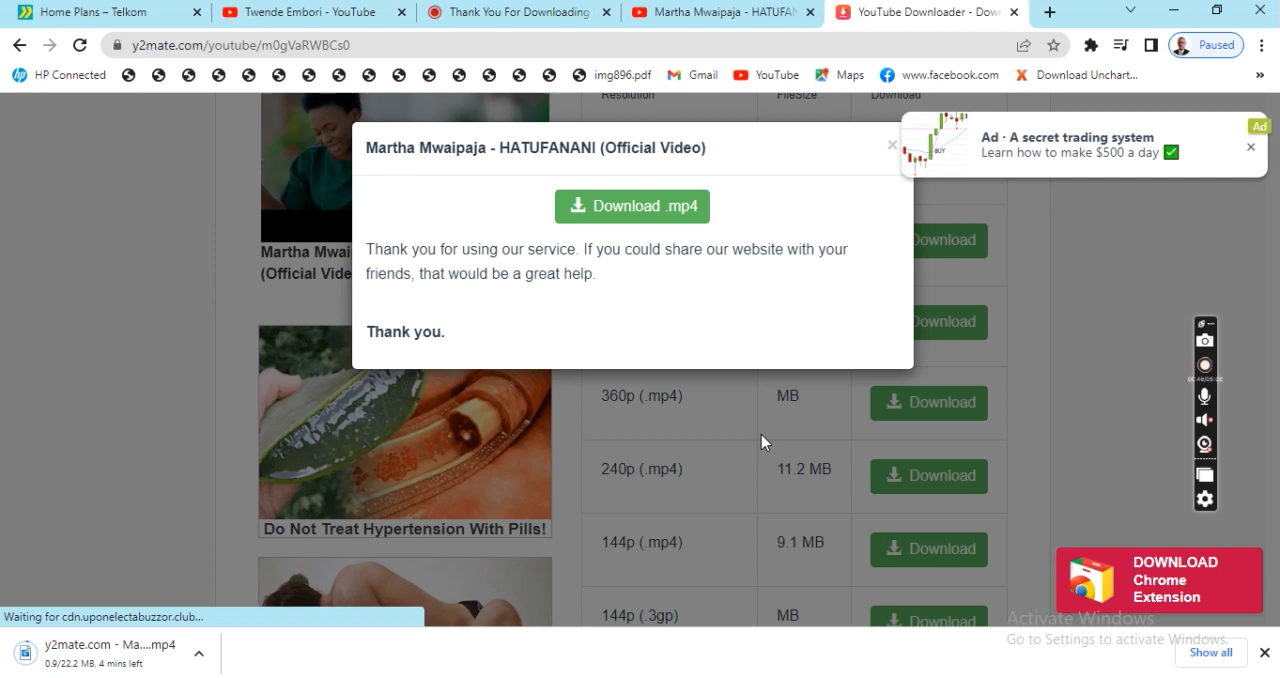 Home Plans – Telkom
Twende Embori - YouTube
Thank You For Downloading
Martha Mwaipaja - HATUFAN
YouTube Downloader - Down
y2mate.com/youtube/m0gVaRWBCs0
Paused
HP Connected
img896.pdf
Gmail
YouTube
Maps
www.facebook.com
Download Unchart...
»
Resolution
FileSize
Download
Martha Mwaipaja - HATUFANANI (Official Video)
Ad · A secret trading system
Learn how to make $500 a day
Ad
Download .mp4
Thank you for using our service. If you could share our website with your
friends, that would be a great help.
Thank you.
Martha Mwai
(Official Vide
BUY
Download
Download
360p (.mp4)
MB
Download
240p (.mp4)
11.2 MB
Download
Do Not Treat Hypertension With Pills!
144p (.mp4)
9.1 MB
Download
144p (.3gp)
MB
Download
DOWNLOAD
Chrome
Extension
Activate Windows
Go to Settings to activate Windows.
Waiting for cdn.uponelectabuzzor.club...
y2mate.com - Ma....mp4
0.9/22.2 MB, 4 mins left
Show all